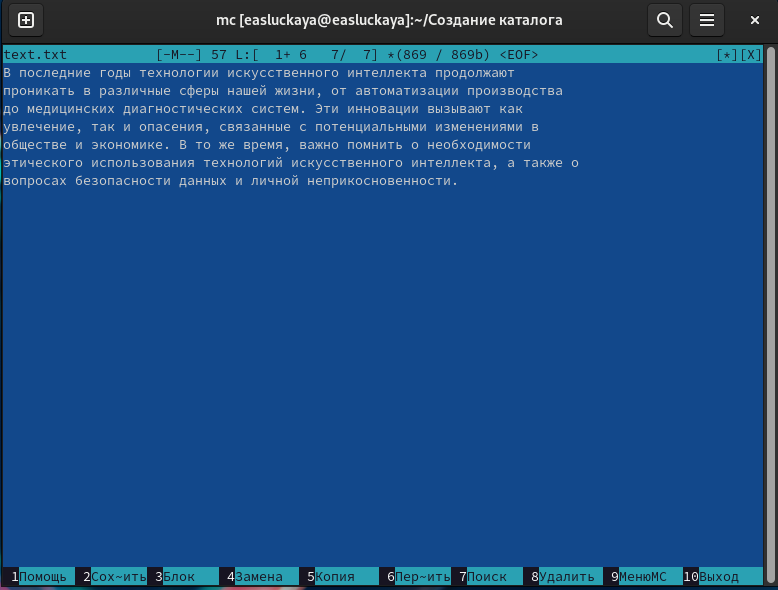 mc [easluckaya@easluckaya]:~/Создание каталога
text.txt [-M--] 57 L:[ 1+ 6 7/ 7] *(869 / 869b) <EOF> [*][X]
В последние годы технологии искусственного интеллекта продолжают
проникать в различные сферы нашей жизни, от автоматизации производства
до медицинских диагностических систем. Эти инновации вызывают как
увлечение, так и опасения, связанные с потенциальными изменениями в
обществе и экономике. В то же время, важно помнить о необходимости
этического использования технологий искусственного интеллекта, а также о
вопросах безопасности данных и личной неприкосновенности.
1Помощь 2Сох~ить 3Блок 4Замена 5Копия 6Пер~ить 7Поиск 8Удалить 9МенюMC 10Выход